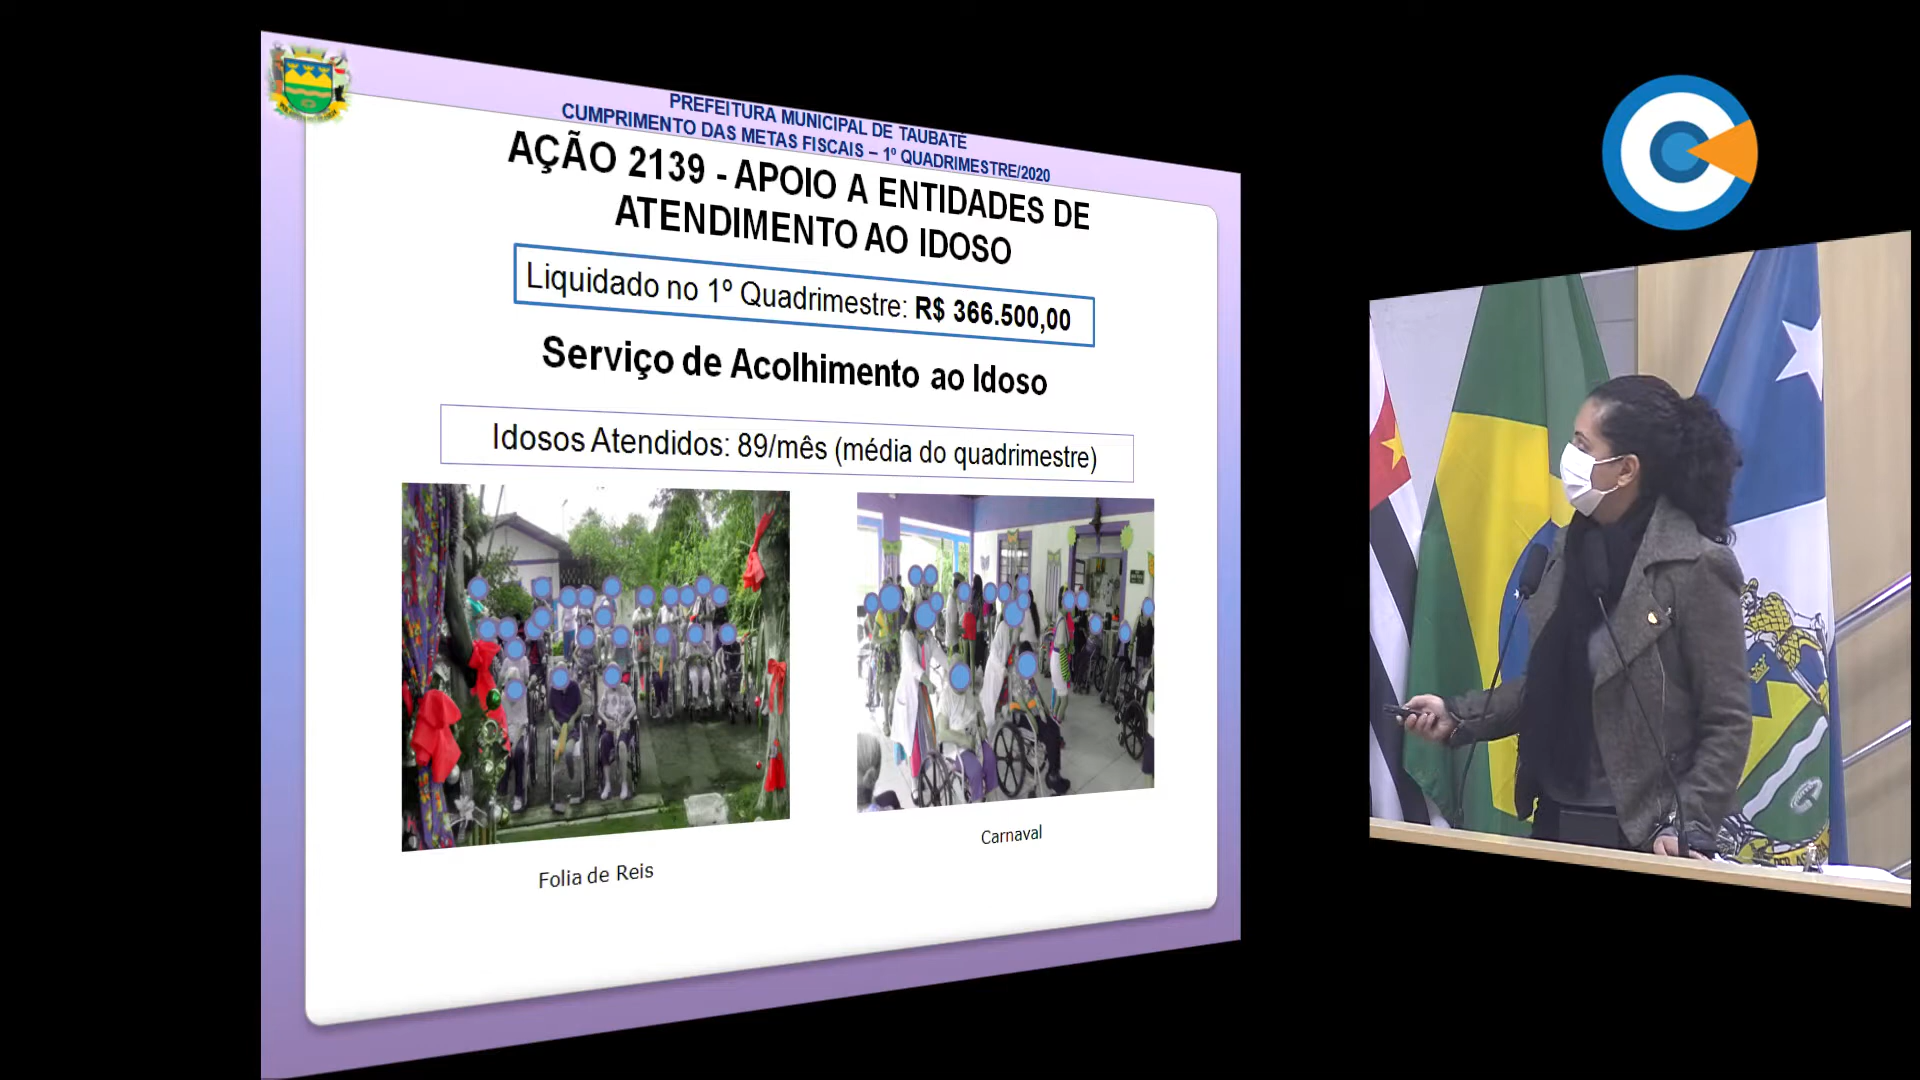 PREFEITURA MUNICIPAL DE TAUBATÉ
CUMPRIMENTO DAS METAS FISCAIS – 1º QUADRIMESTRE/2020
AÇÃO 2139 - APOIO A ENTIDADES DE
ATENDIMENTO AO IDOSO
Liquidado no 1º Quadrimestre: R$ 366.500,00
Serviço de Acolhimento ao Idoso
Idosos Atendidos: 89/mês (média do quadrimestre)
Folia de Reis
Carnaval